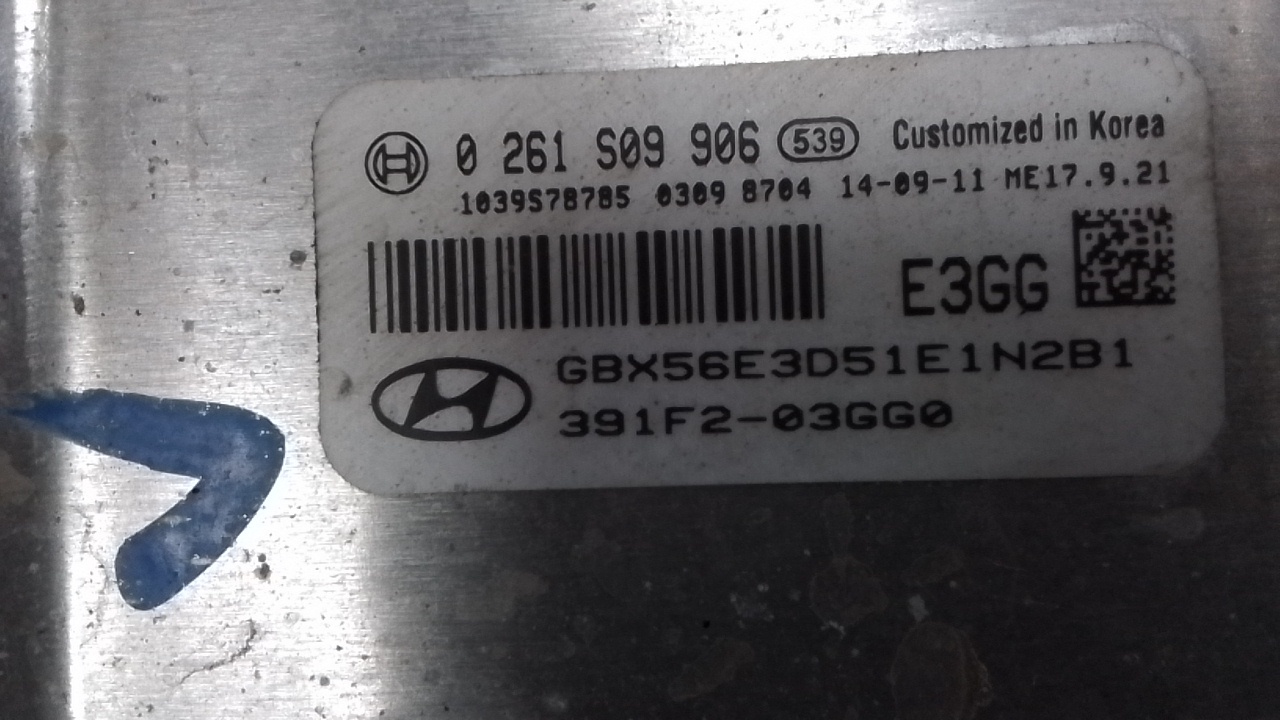 0 261 S09 906 539 Customized in Korea
1039S78785 0309 8704 14-09-11 ME17.9.21
E3GG
GBX56E3D51E1N2B1
391F2-03GG0